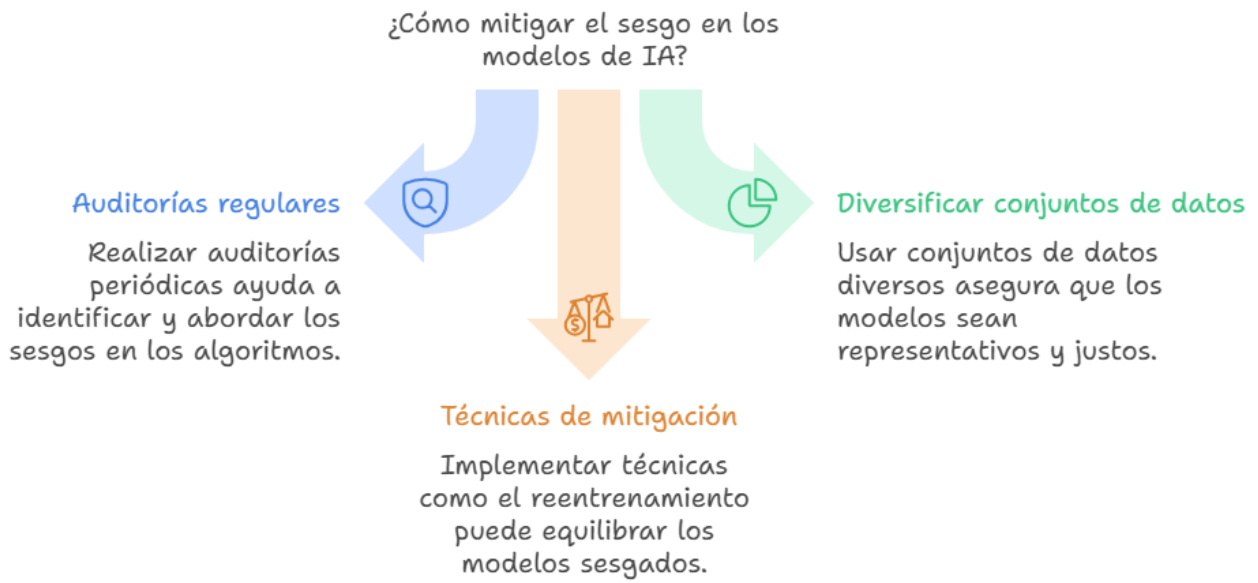 ¿Cómo mitigar el sesgo en los
modelos de IA?
Auditorías regulares
Realizar auditorías
periódicas ayuda a
identificar y abordar los
sesgos en los algoritmos.
Técnicas de mitigación
Implementar técnicas
como el reentrenamiento
puede equilibrar los
modelos sesgados.
Diversificar conjuntos de datos
Usar conjuntos de datos
diversos asegura que los
modelos sean
representativos y justos.